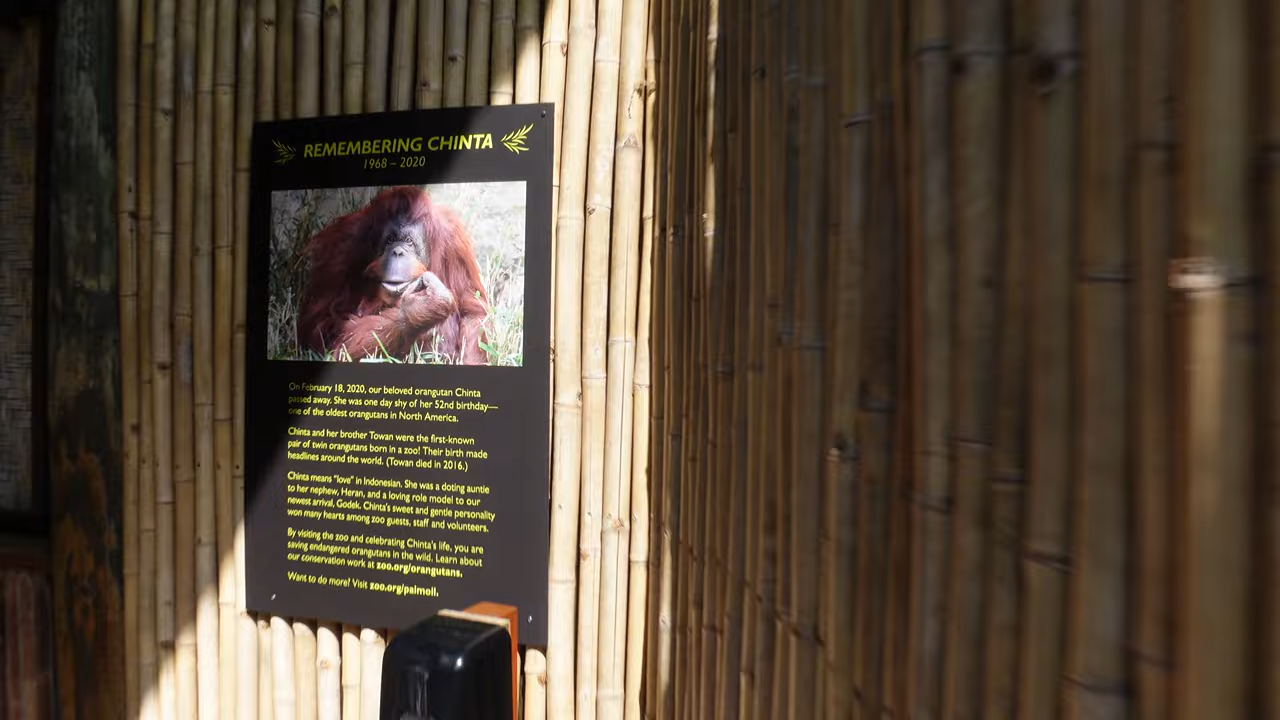 REMEMBERING CHINTA
1968 – 2020
On February 18, 2020, our beloved orangutan Chinta
passed away. She was one day shy of her 52nd birthday—
one of the oldest orangutans in North America.
Chinta and her brother Towan were the first-known
pair of twin orangutans born in a zoo! Their birth made
headlines around the world. (Towan died in 2016.)
Chinta means "love" in Indonesian. She was a doting auntie
to her nephew, Heran, and a loving role model to our
newest arrival, Godek. Chinta's sweet and gentle personality
won many hearts among zoo guests, staff and volunteers.
By visiting the zoo and celebrating Chinta's life, you are
saving endangered orangutans in the wild. Learn about
our conservation work at zoo.org/orangutans.
Want to do more? Visit zoo.org/palmoil.